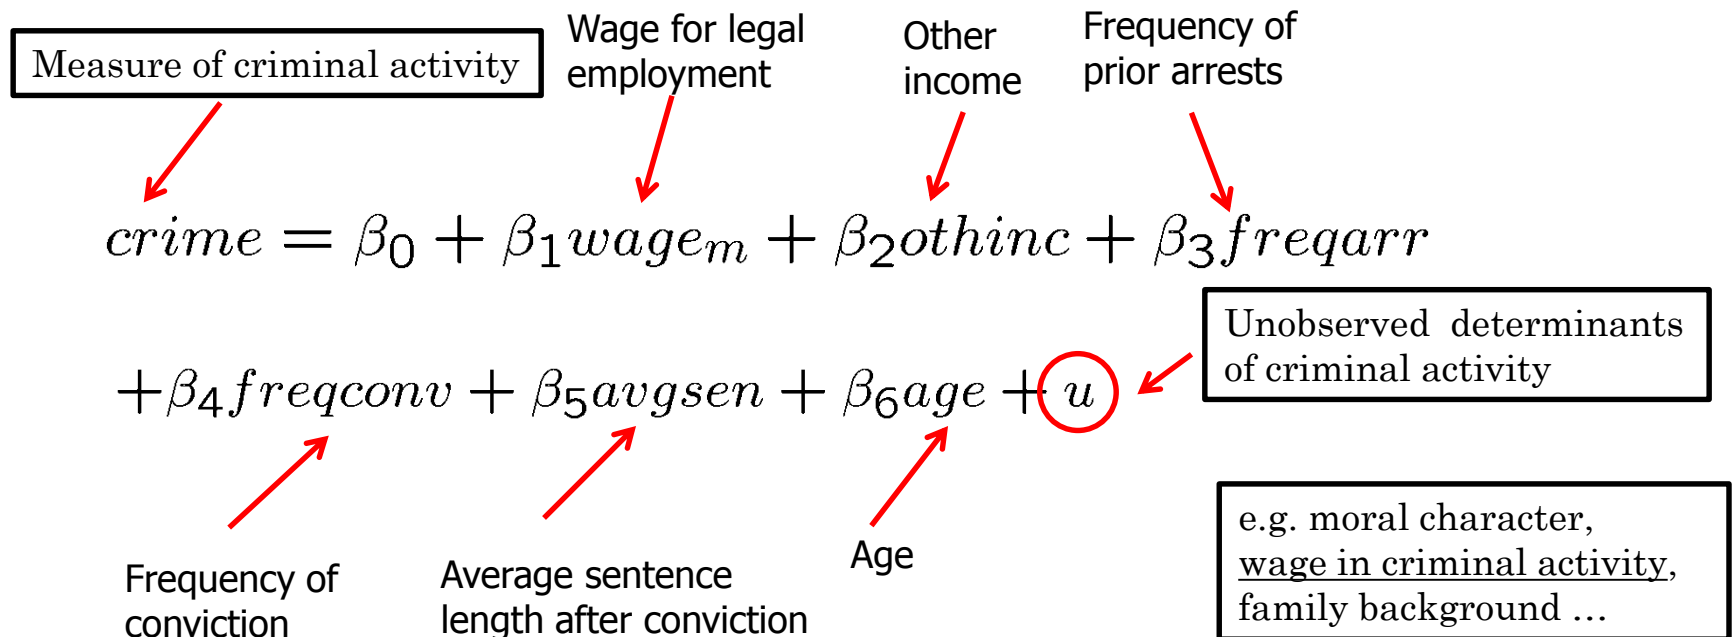 Measure of criminal activity
Wage for legal
employment
Other
income
Frequency of
prior arrests
crime = β₀ + β₁wageₘ + β₂othinc + β₃freqarr
Unobserved determinants
of criminal activity
+β₄freqconv + β₅avgsen + β₆age + u
Frequency of
conviction
Average sentence
length after conviction
Age
e.g. moral character,
wage in criminal activity,
family background …